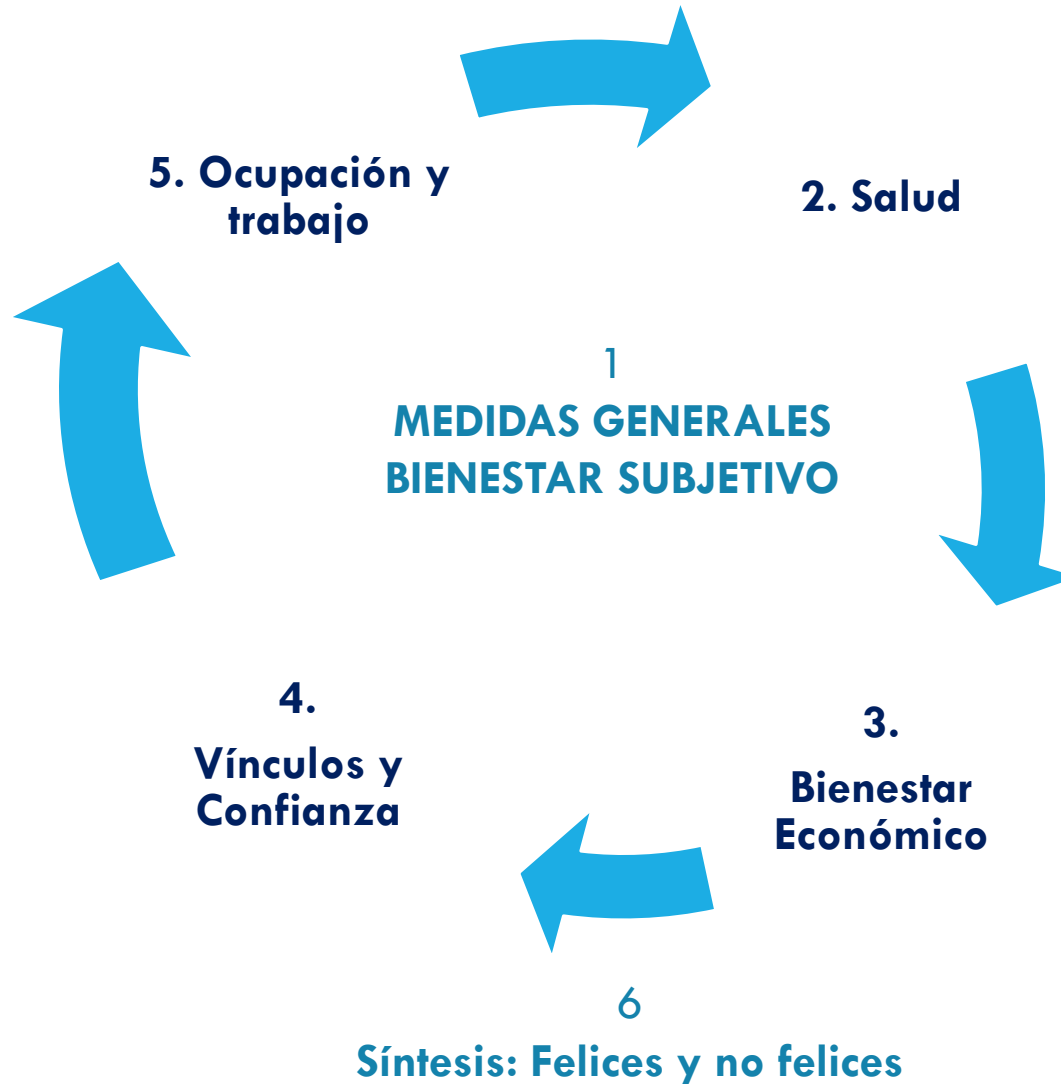 5. Ocupación y
trabajo
2. Salud
1
MEDIDAS GENERALES
BIENESTAR SUBJETIVO
4.
Vínculos y
Confianza
3.
Bienestar
Económico
6
Síntesis: Felices y no felices